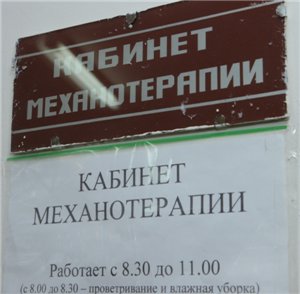 КАБИНЕТ
МЕХАНОТЕРАПИИ
КАБИНЕТ
МЕХАНОТЕРАПИИ
Работает с 8.30 до 11.00
(с 8.00 до 8.30 – проветривание и влажная уборка)